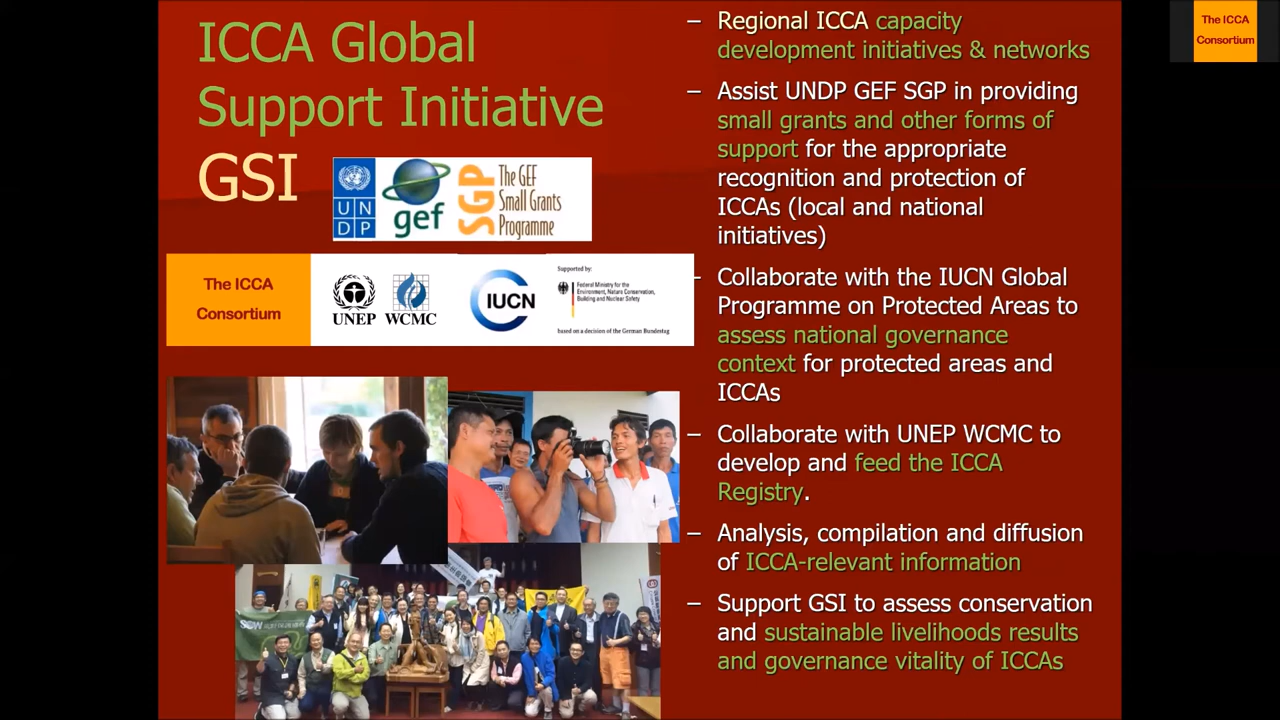 ICCA Global
Support Initiative
GSI
U N
D P
gef
SGP
The GEF
Small Grants
Programme
The ICCA
Consortium
UNEP
WCMC
IUCN
Supported by:
Federal Ministry for the
Environment, Nature Conservation,
Building and Nuclear Safety
based on a decision of the German Bundestag
– Regional ICCA capacity
development initiatives & networks
– Assist UNDP GEF SGP in providing
small grants and other forms of
support for the appropriate
recognition and protection of
ICCAs (local and national
initiatives)
– Collaborate with the IUCN Global
Programme on Protected Areas to
assess national governance
context for protected areas and
ICCAs
– Collaborate with UNEP WCMC to
develop and feed the ICCA
Registry.
– Analysis, compilation and diffusion
of ICCA-relevant information
– Support GSI to assess conservation
and sustainable livelihoods results
and governance vitality of ICCAs
The ICCA
Consortium
SOW